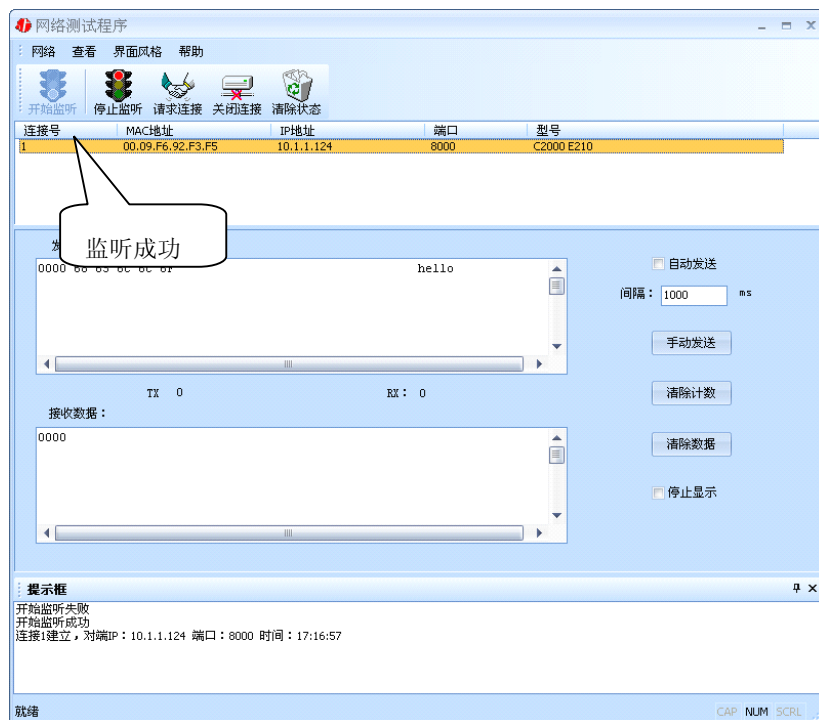 网络测试程序
网络 查看 界面风格 帮助
开始监听 停止监听 请求连接 关闭连接 清除状态
连接号 MAC地址 IP地址 端口 型号
1 00.09.F6.92.F3.F5 10.1.1.124 8000 C2000 E210
监听成功
自动发送
0000 68 65 6C 6C 6F hello
间隔： 1000 ms
手动发送
TX 0 RX： 0
清除计数
接收数据：
0000
清除数据
停止显示
提示框
开始监听失败
开始监听成功
连接1建立，对端IP：10.1.1.124 端口：8000 时间：17:16:57
就绪 CAP NUM SCRL